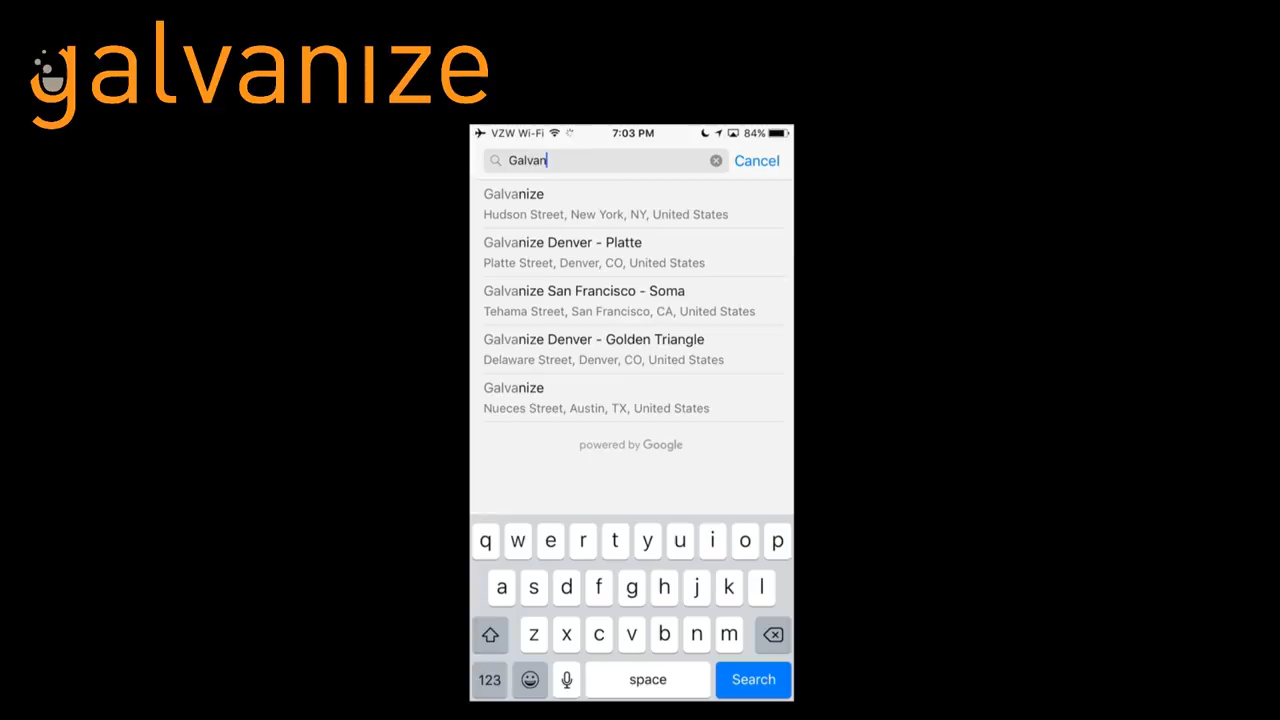 galvanize
VZW Wi-Fi 7:03 PM 84%
Galvan Cancel
Galvanize
Hudson Street, New York, NY, United States
Galvanize Denver - Platte
Platte Street, Denver, CO, United States
Galvanize San Francisco - Soma
Tehama Street, San Francisco, CA, United States
Galvanize Denver - Golden Triangle
Delaware Street, Denver, CO, United States
Galvanize
Nueces Street, Austin, TX, United States
powered by Google
q w e r t y u i o p
a s d f g h j k l
z x c v b n m
123 space Search